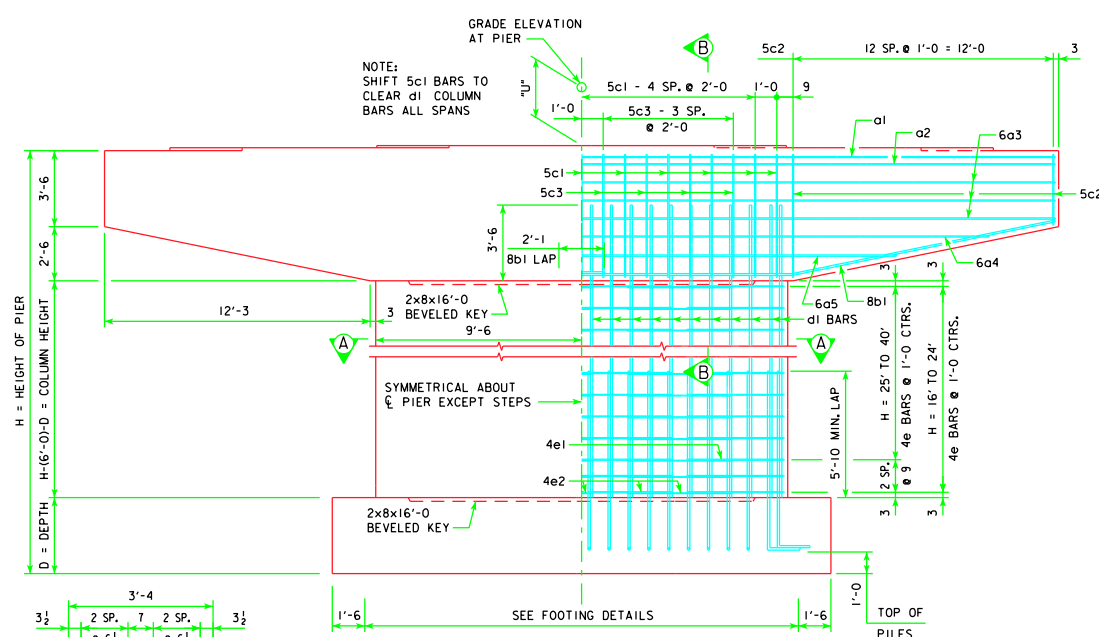 GRADE ELEVATION
AT PIER
B
5c2
12 SP. @ 1'-0 = 12'-0
3
NOTE:
SHIFT 5c1 BARS TO
CLEAR d1 COLUMN
BARS ALL SPANS
"U"
5c1 - 4 SP. @ 2'-0
1'-0
9
1'-0
5c3 - 3 SP.
@ 2'-0
a1
a2
6a3
3'-6
5c1
5c3
5c2
2'-6
3'-6
2'-1
8b1 LAP
6a4
12'-3
3
2x8x16'-0
BEVELED KEY
9'-6
6a5
8b1
d1 BARS
3
3
A
A
B
H = HEIGHT OF PIER
H-(6'-0)-D = COLUMN HEIGHT
D = DEPTH
SYMMETRICAL ABOUT
℄ PIER EXCEPT STEPS
5'-10 MIN. LAP
H = 25' TO 40'
4e BARS @ 1'-0 CTRS.
H = 16' TO 24'
4e BARS @ 1'-0 CTRS.
4e1
4e2
2 SP.
@ 9
3
3
2x8x16'-0
BEVELED KEY
1'-0
TOP OF
PILES
1'-6
SEE FOOTING DETAILS
1'-6
3'-4
3½
2 SP.
7
2 SP.
3½